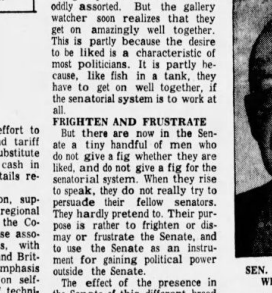 oddly assorted. But the gallery
watcher soon realizes that they
get on amazingly well together.
This is partly because the desire
to be liked is a characteristic of
most politicians. It is partly be-
cause, like fish in a tank, they
have to get on well together, if
the senatorial system is to work at
all.
FRIGHTEN AND FRUSTRATE
But there are now in the Sen-
ate a tiny handful of men who
do not give a fig whether they are
liked, and do not give a fig for the
senatorial system. When they rise
to speak, they do not really try to
persuade their fellow senators.
They hardly pretend to. Their pur-
pose is rather to frighten or dis-
may or frustrate the Senate, and
to use the Senate as an instru-
ment for gaining political power
outside the Senate.
The effect of the presence in
effort to
d tariff
ubstitute
cash in
tails re-
on, sup-
regional
the Co-
se asso-
s, with
nd Brit-
mphasis
on self-
techni-
SEN.